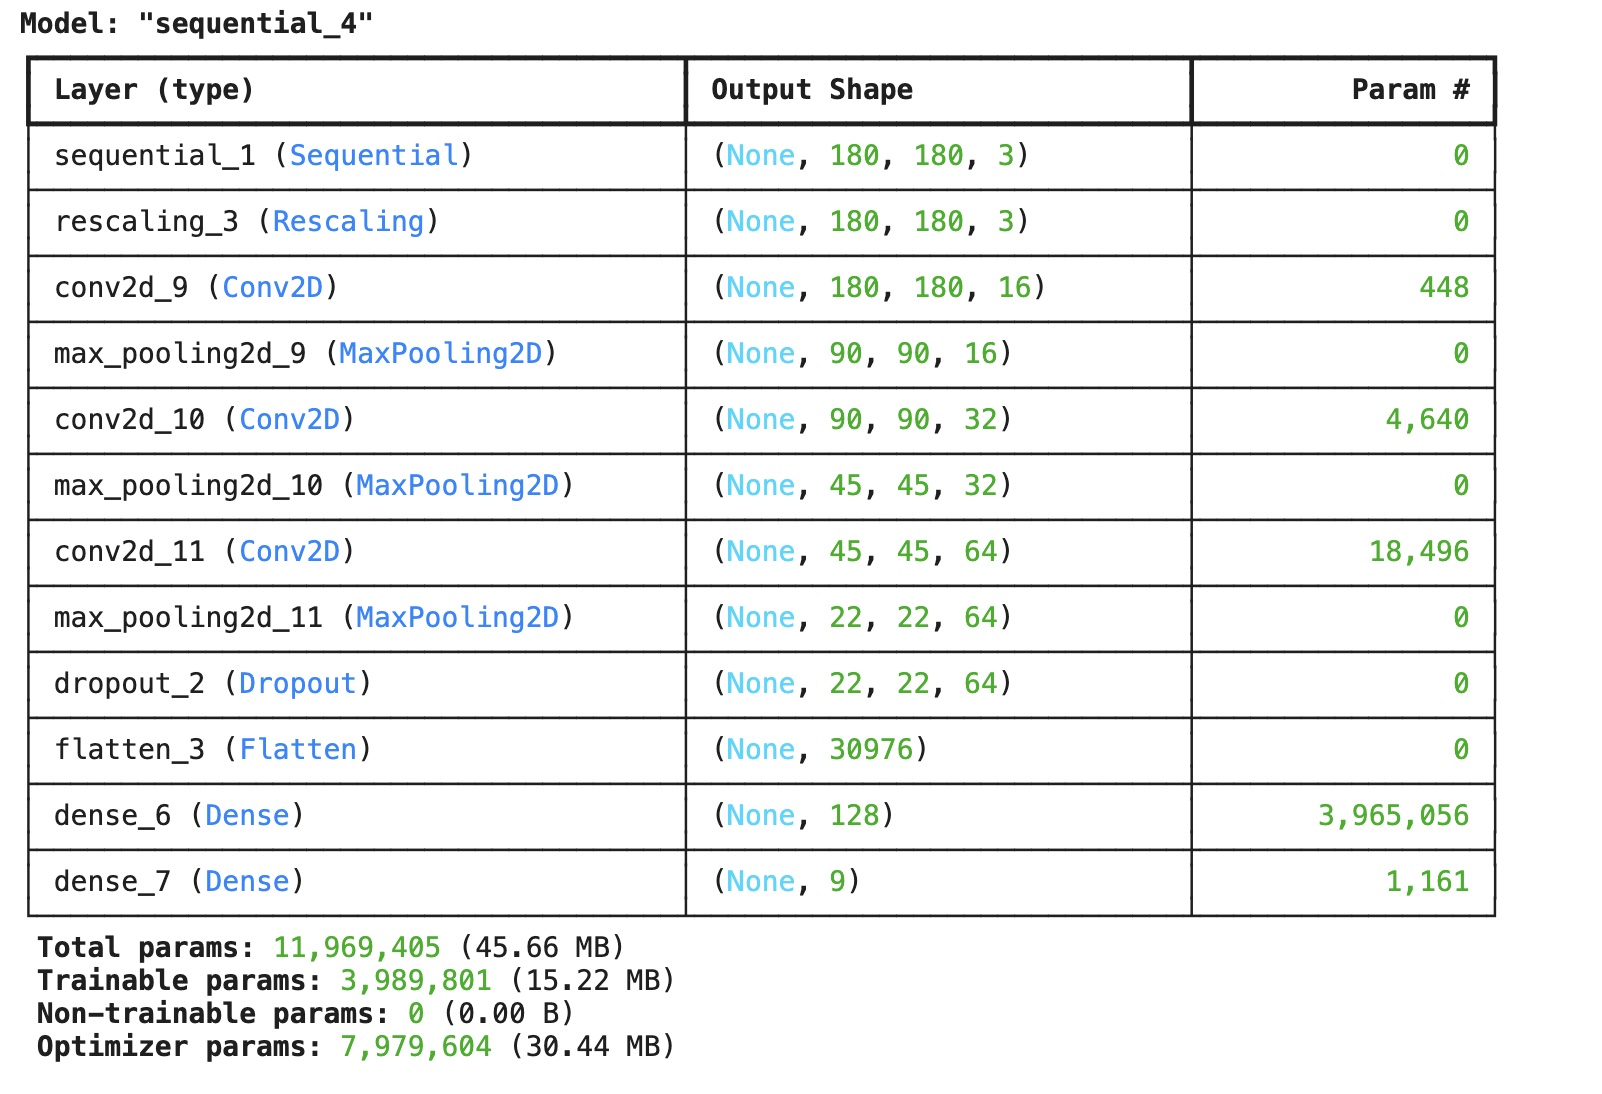 Model: "sequential_4"
Layer (type) Output Shape Param #
sequential_1 (Sequential) (None, 180, 180, 3) 0
rescaling_3 (Rescaling) (None, 180, 180, 3) 0
conv2d_9 (Conv2D) (None, 180, 180, 16) 448
max_pooling2d_9 (MaxPooling2D) (None, 90, 90, 16) 0
conv2d_10 (Conv2D) (None, 90, 90, 32) 4,640
max_pooling2d_10 (MaxPooling2D) (None, 45, 45, 32) 0
conv2d_11 (Conv2D) (None, 45, 45, 64) 18,496
max_pooling2d_11 (MaxPooling2D) (None, 22, 22, 64) 0
dropout_2 (Dropout) (None, 22, 22, 64) 0
flatten_3 (Flatten) (None, 30976) 0
dense_6 (Dense) (None, 128) 3,965,056
dense_7 (Dense) (None, 9) 1,161
Total params: 11,969,405 (45.66 MB)
Trainable params: 3,989,801 (15.22 MB)
Non-trainable params: 0 (0.00 B)
Optimizer params: 7,979,604 (30.44 MB)